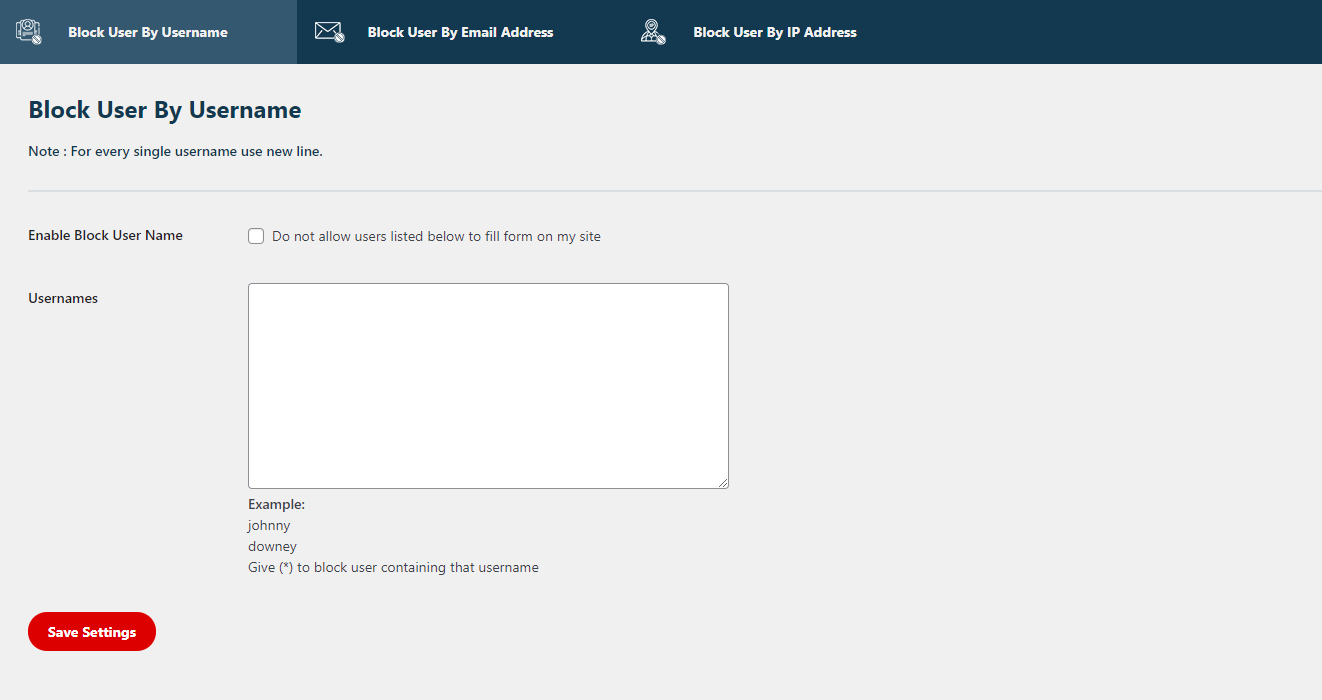 Block User By Username
Block User By Email Address
Block User By IP Address
Block User By Username
Note : For every single username use new line.
Enable Block User Name
Do not allow users listed below to fill form on my site
Usernames
Example:
johnny
downey
Give (*) to block user containing that username
Save Settings